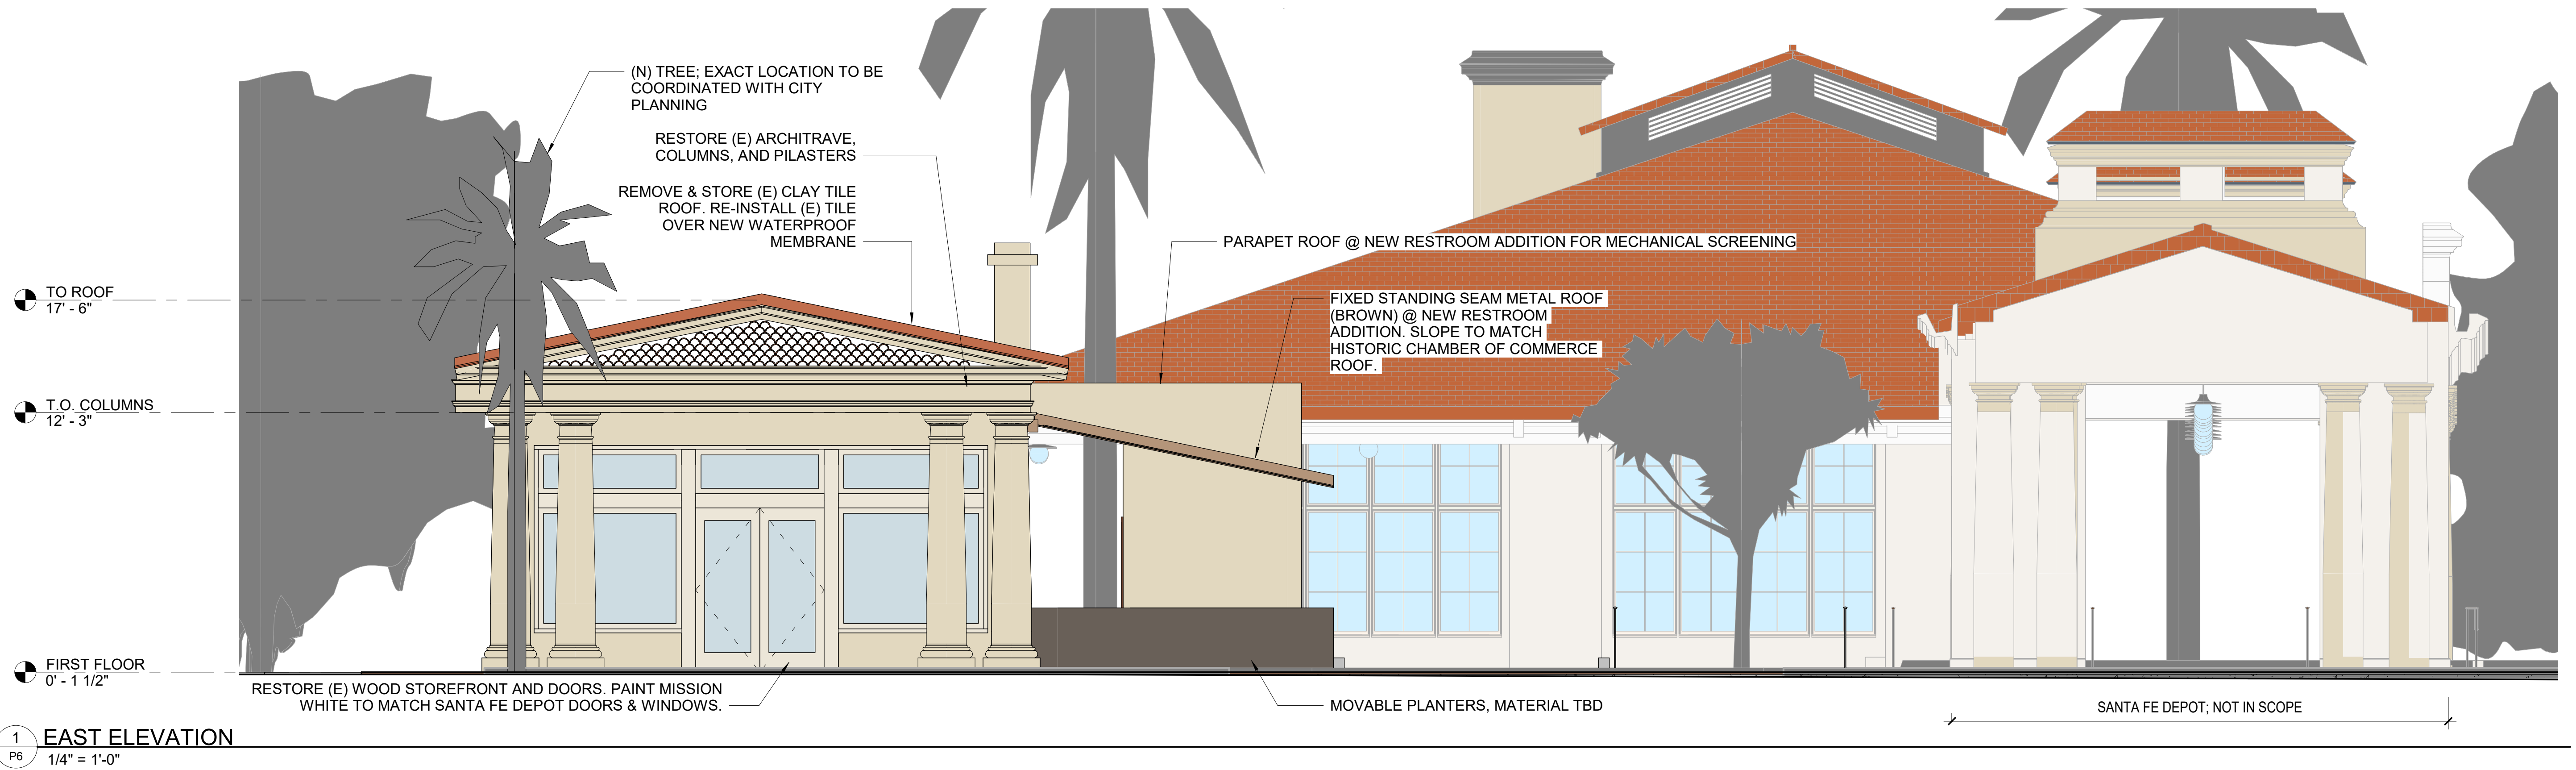 (N) TREE; EXACT LOCATION TO BE
COORDINATED WITH CITY
PLANNING
RESTORE (E) ARCHITRAVE,
COLUMNS, AND PILASTERS
REMOVE & STORE (E) CLAY TILE
ROOF. RE-INSTALL (E) TILE
OVER NEW WATERPROOF
MEMBRANE
PARAPET ROOF @ NEW RESTROOM ADDITION FOR MECHANICAL SCREENING
FIXED STANDING SEAM METAL ROOF
(BROWN) @ NEW RESTROOM
ADDITION. SLOPE TO MATCH
HISTORIC CHAMBER OF COMMERCE
ROOF.
TO ROOF
17' - 6"
T.O. COLUMNS
12' - 3"
FIRST FLOOR
0' - 1 1/2"
RESTORE (E) WOOD STOREFRONT AND DOORS. PAINT MISSION
WHITE TO MATCH SANTA FE DEPOT DOORS & WINDOWS.
MOVABLE PLANTERS, MATERIAL TBD
SANTA FE DEPOT; NOT IN SCOPE
1
P6
EAST ELEVATION
1/4" = 1'-0"